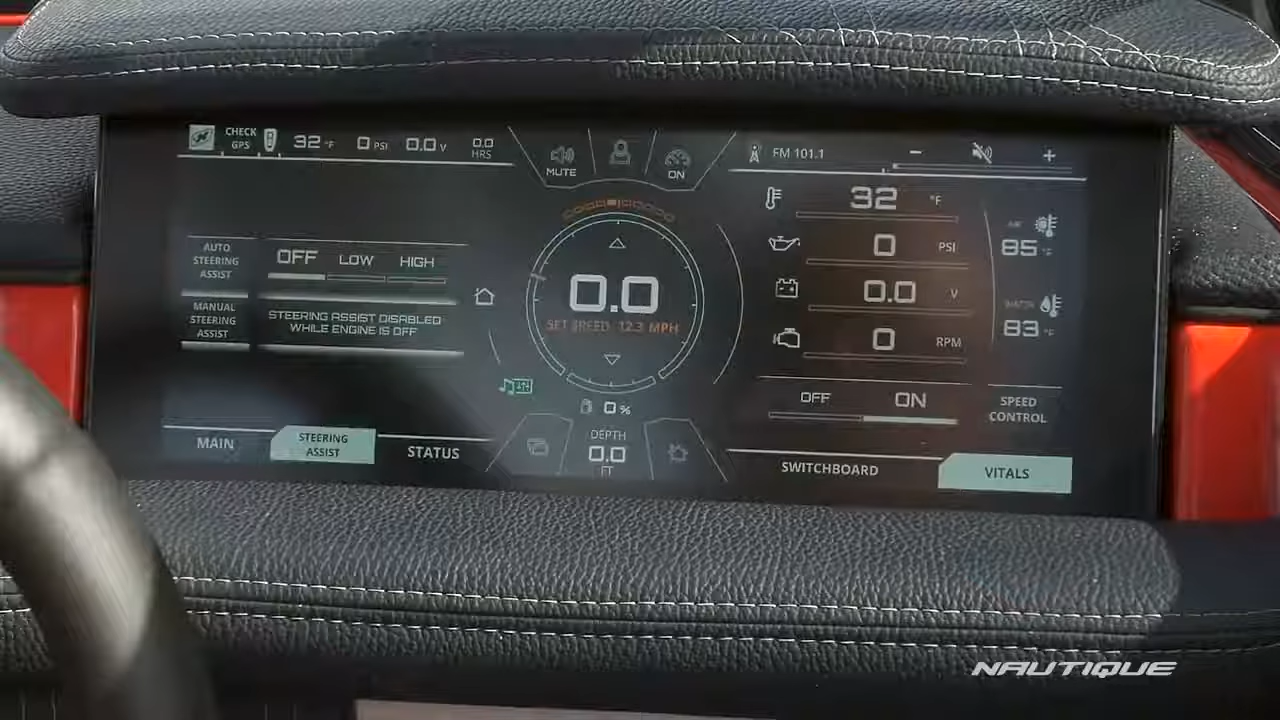 CHECK GPS 32 °F 0 PSI 0.0 V 0.0 HRS
MUTE
ON
FM 101.1 - +
AUTO STEERING ASSIST
OFF LOW HIGH
MANUAL STEERING ASSIST
STEERING ASSIST DISABLED
WHILE ENGINE IS OFF
0.0
SET SPEED 12.3 MPH
0 %
DEPTH
0.0
FT
32 °F
0 PSI
0.0 V
0 RPM
AIR
85 °F
WATER
83 °F
OFF ON
SPEED CONTROL
MAIN
STEERING ASSIST
STATUS
SWITCHBOARD
VITALS
NAUTIQUE